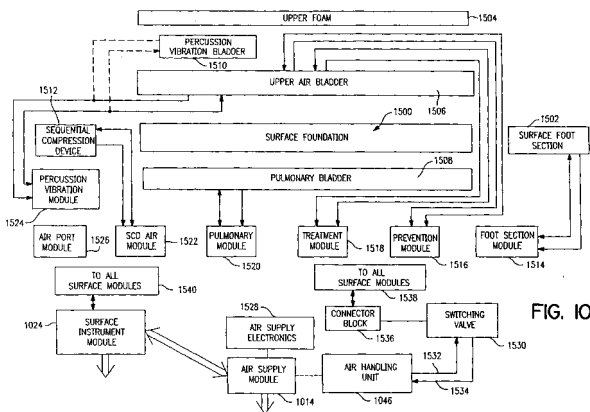 UPPER FOAM
1504
PERCUSSION
VIBRATION BLADDER
1510
UPPER AIR BLADDER
1506
1512
SEQUENTIAL
COMPRESSION
DEVICE
SURFACE FOUNDATION
1500
1502
SURFACE FOOT
SECTION
1508
PULMONARY BLADDER
PERCUSSION
VIBRATION
MODULE
1524
AIR PORT
MODULE
1526
SCD AIR
MODULE
1522
PULMONARY
MODULE
1520
TREATMENT
MODULE
1518
PREVENTION
MODULE
1516
FOOT SECTION
MODULE
1514
TO ALL
SURFACE MODULES
1540
TO ALL
SURFACE MODULES
1538
1024
SURFACE
INSTRUMENT
MODULE
1528
AIR SUPPLY
ELECTRONICS
CONNECTOR
BLOCK
1536
SWITCHING
VALVE
1530
FIG. 10
AIR SUPPLY
MODULE
1014
AIR HANDLING
UNIT
1046
1532
1534